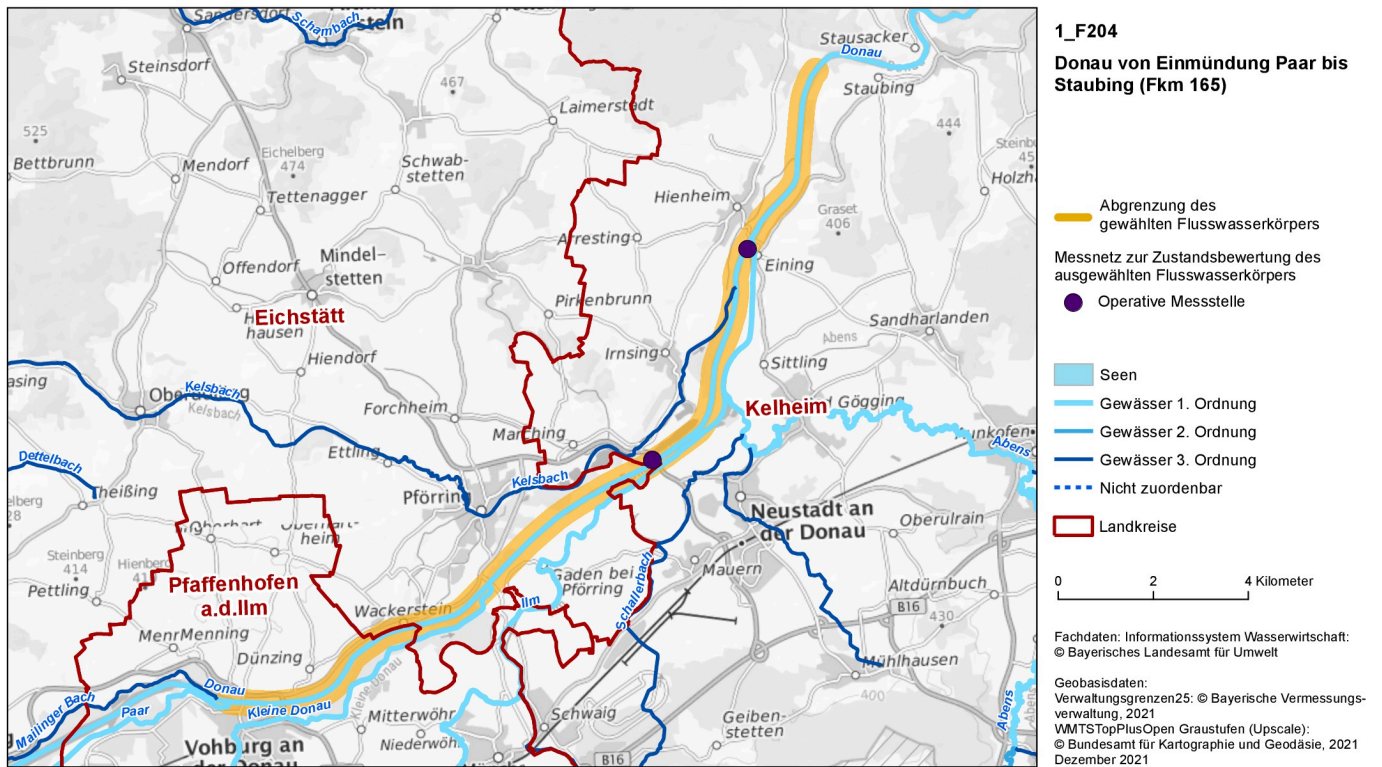 Sandersdorf
Schambach
stein
Steinsdorf
467
Laimerstadt
525
Bettbrunn
Mendorf
Eichelberg
474
Schwab-
stetten
Tettenagger
Stausacker
Donau
Staubing
444
Hienheim
Graset
406
Arresting
Offendorf
Mindel-
stetten
Eining
Pirkenbrunn
Eichstätt
hausen
Sandharlanden
Abens
Irnsing
Sittling
Hiendorf
Kelsbach
Kelsbach
Forchheim
Kelheim
d Gögging
Marching
Aunkofen
Abens
Ettling
Dettelbach
Theißing
Kelsbach
Pförring
Neustadt an
der Donau
Oberulrain
Steinberg
414
Pettling
Pfaffenhofen
a.d.Ilm
Gaden bei
Pförring
Mauern
Altdürnbuch
B16
430
Ilm
Schallerbach
Wackerstein
MenrMenning
Dünzing
Mühlhausen
400
Donau
Kleine Donau
Kleine Donau
Mailinger Bach
Paar
Mitterwöhr
Niederwöhr
Schwaig
Geiben-
stetten
Abens
Vohburg an
der Donau
B16
1_F204
Donau von Einmündung Paar bis
Staubing (Fkm 165)
Abgrenzung des
gewählten Flusswasserkörpers
Messnetz zur Zustandsbewertung des
ausgewählten Flusswasserkörpers
Operative Messstelle
Seen
Gewässer 1. Ordnung
Gewässer 2. Ordnung
Gewässer 3. Ordnung
Nicht zuordenbar
Landkreise
0 2 4 Kilometer
Fachdaten: Informationssystem Wasserwirtschaft:
© Bayerisches Landesamt für Umwelt
Geobasisdaten:
Verwaltungsgrenzen25: © Bayerische Vermessungs-
verwaltung, 2021
WMTSTopPlusOpen Graustufen (Upscale):
© Bundesamt für Kartographie und Geodäsie, 2021
Dezember 2021